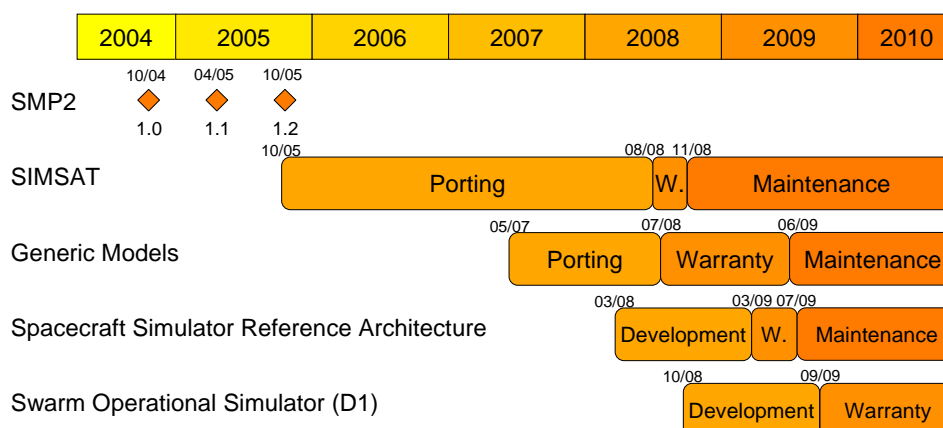 2004 2005 2006 2007 2008 2009 2010
10/04 04/05 10/05
SMP2
1.0 1.1 1.2
10/05 08/08 11/08
SIMSAT Porting W. Maintenance
05/07 07/08 06/09
Generic Models Porting Warranty Maintenance
03/08 03/09 07/09
Spacecraft Simulator Reference Architecture Development W. Maintenance
10/08 09/09
Swarm Operational Simulator (D1) Development Warranty